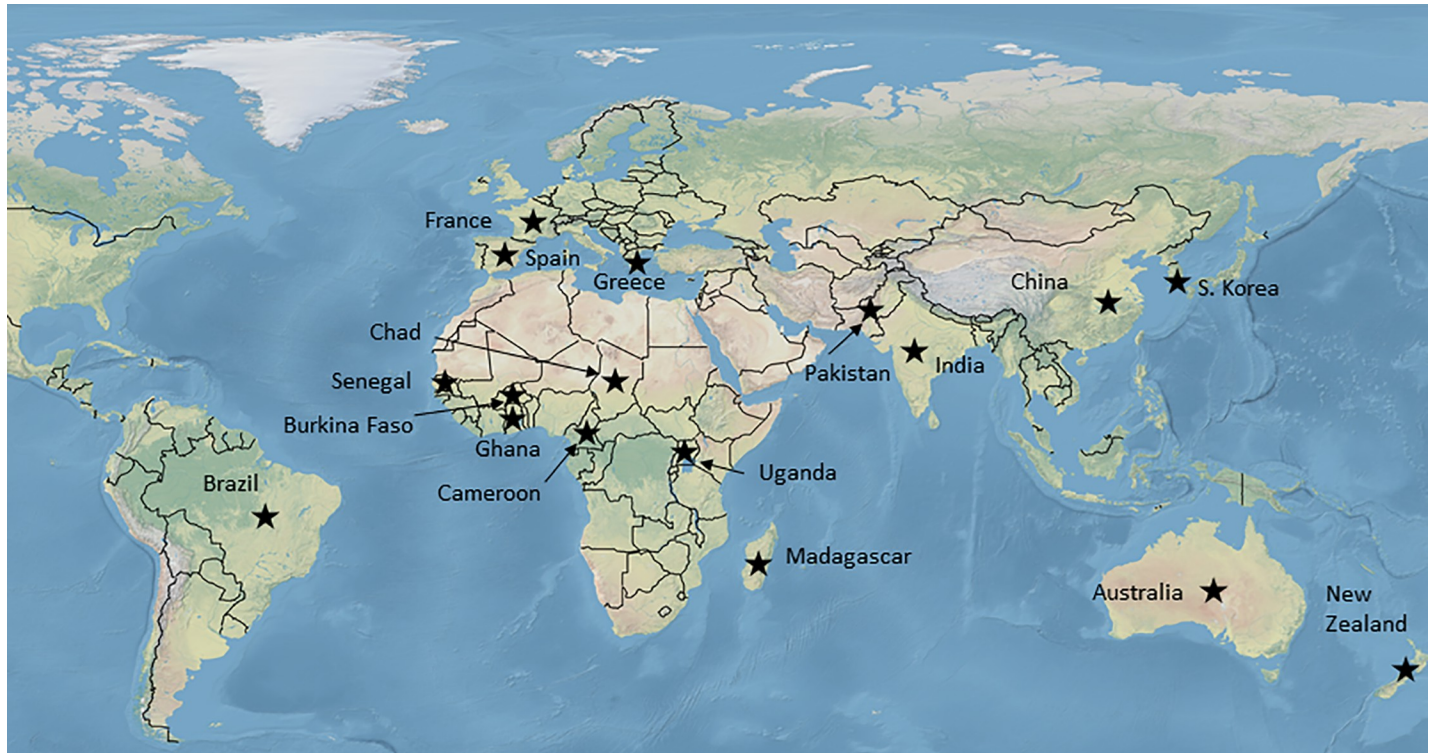 France
Spain
Greece
China
S. Korea
Chad
Senegal
Pakistan
India
Burkina Faso
Ghana
Cameroon
Uganda
Brazil
Madagascar
Australia
New
Zealand